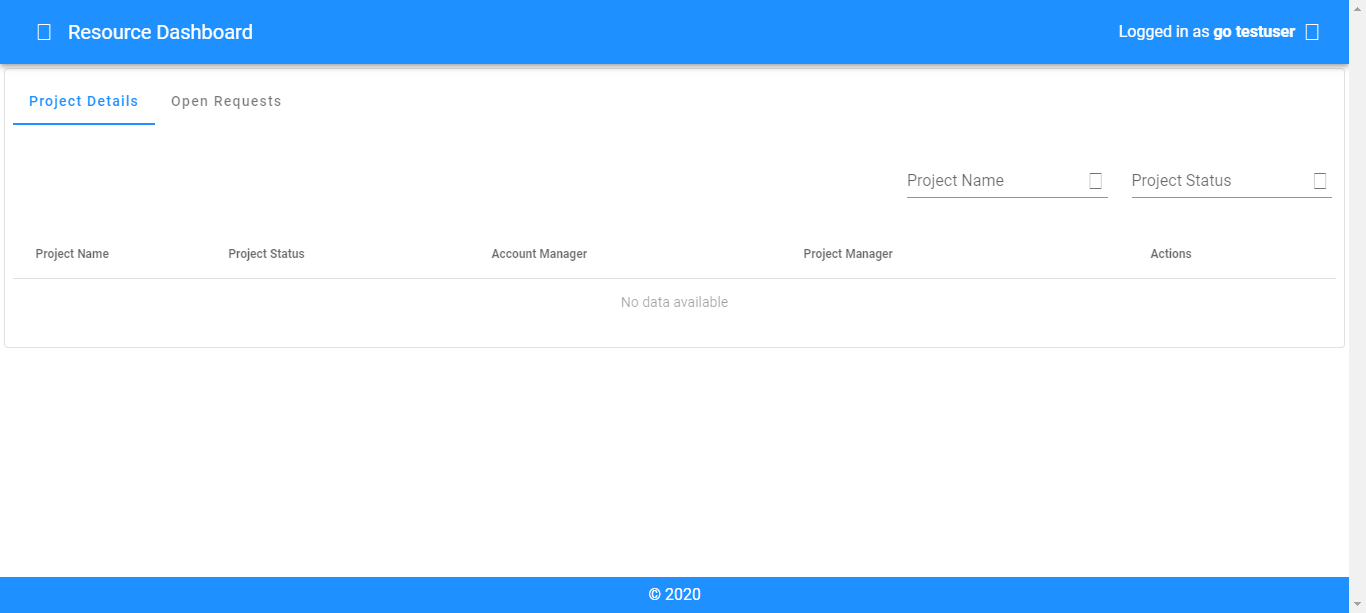 Resource Dashboard
Logged in as go testuser
Project Details
Open Requests
Project Name
Project Status
Project Name
Project Status
Account Manager
Project Manager
Actions
No data available
© 2020